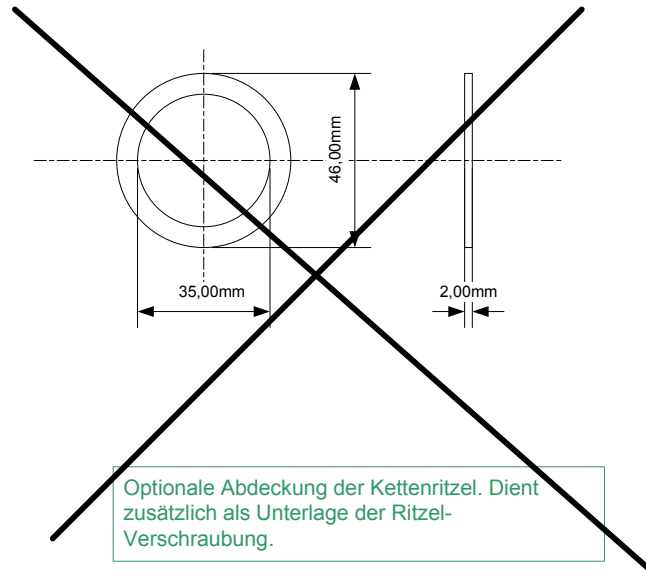 46,00mm
35,00mm
2,00mm
Optionale Abdeckung der Kettenritzel. Dient
zusätzlich als Unterlage der Ritzel-
Verschraubung.